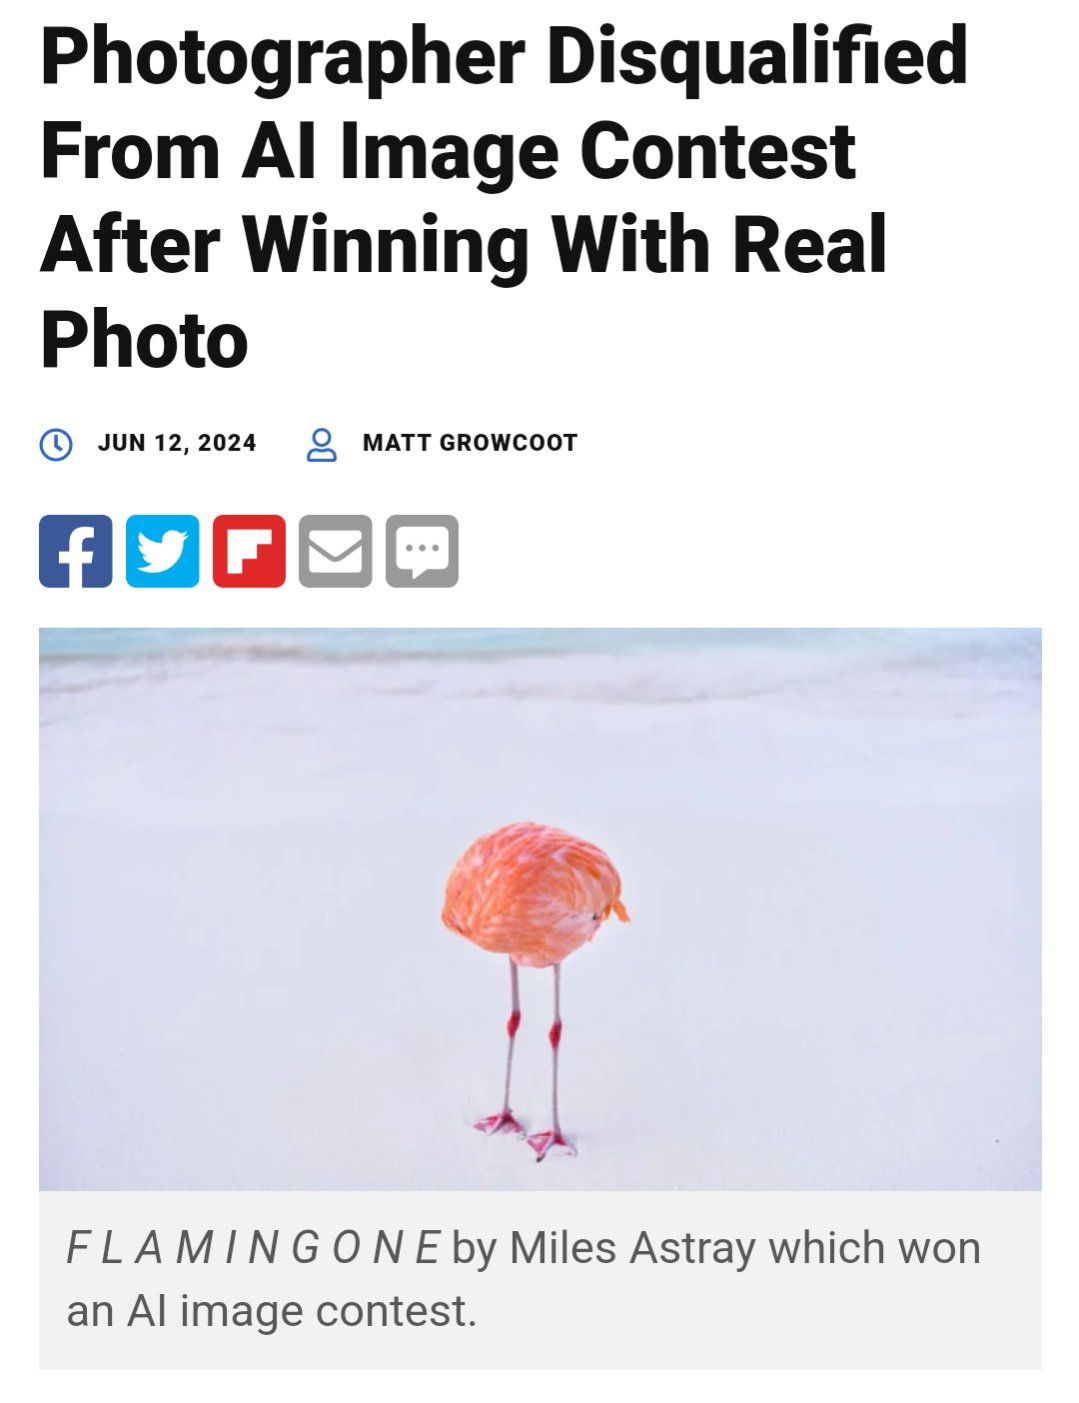 Photographer Disqualified
From AI Image Contest
After Winning With Real
Photo
JUN 12, 2024 MATT GROWCOOT
F L A M I N G O N E by Miles Astray which won
an AI image contest.